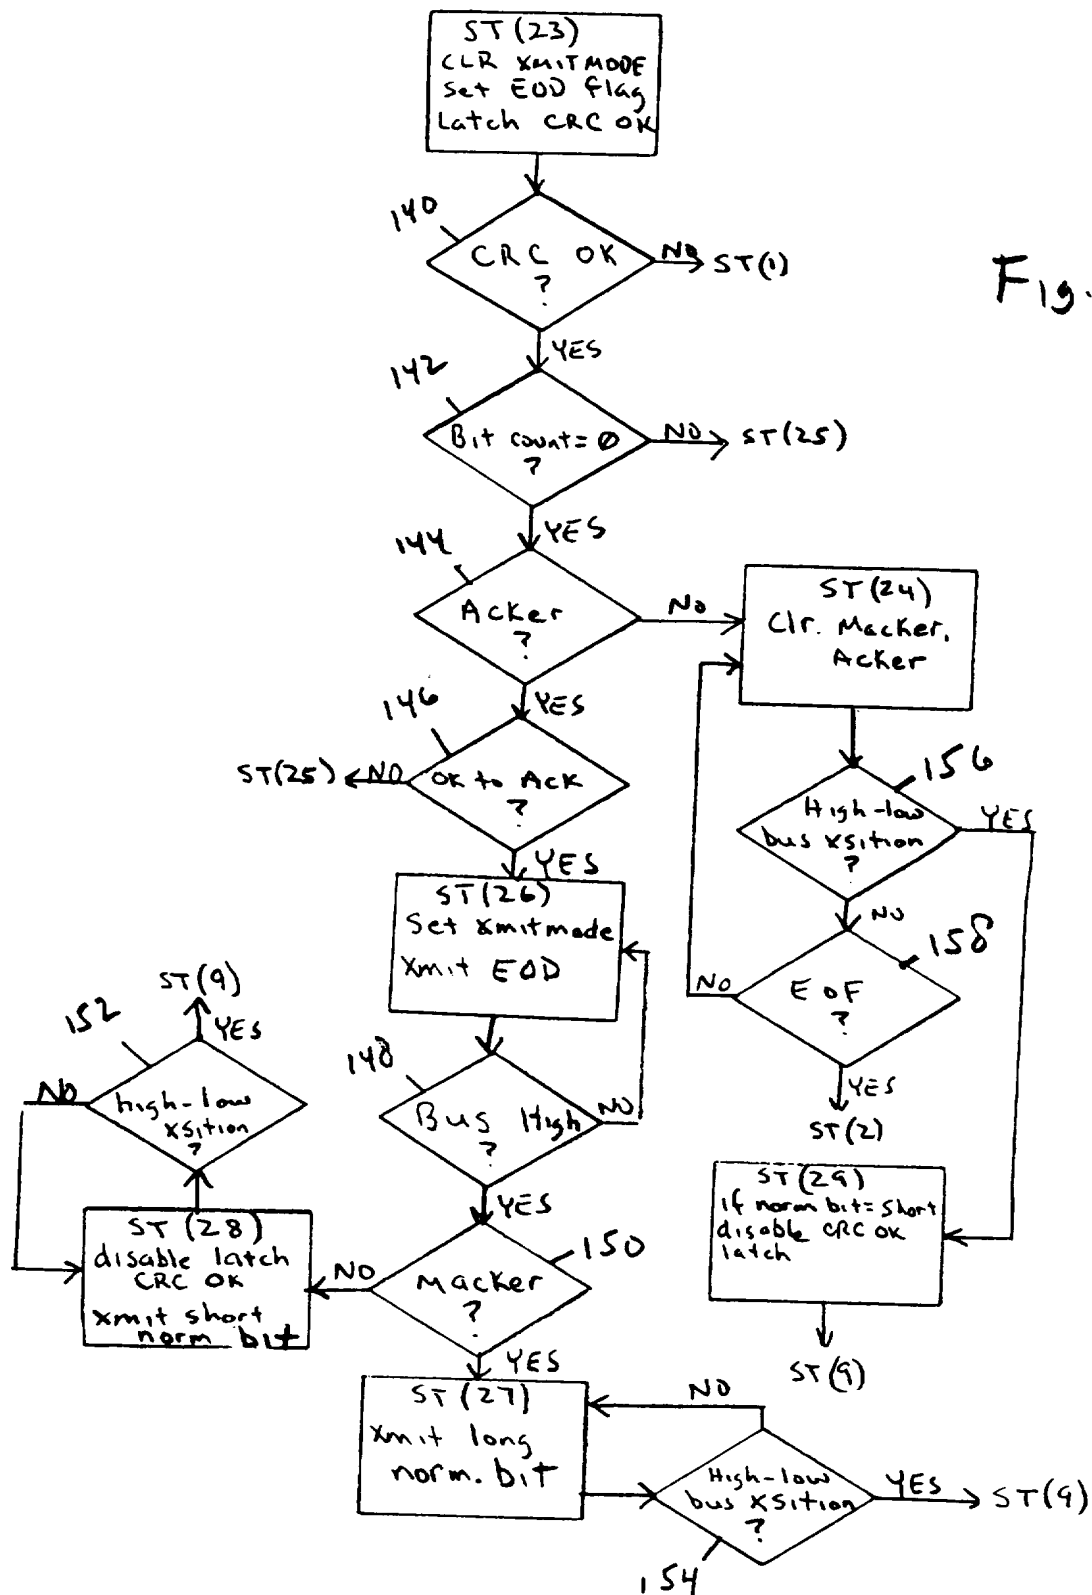 ST(23)
CLR XMITMODE
Set EOD flag
Latch CRC OK
140
CRC OK
?
NO
ST(1)
Fig.
YES
142
Bit count=0
?
NO
ST(25)
YES
144
Acker
?
NO
ST(24)
Clr. Macker,
Acker
YES
146
OK to Ack
?
NO
ST(25)
156
High-low
bus xsition
?
YES
YES
ST(26)
Set xmitmode
xmit EOD
NO
158
EOF
?
NO
YES
ST(2)
ST(9)
152
YES
high-low
xsition
?
NO
148
Bus High
?
NO
YES
ST(29)
if norm bit=short
disable CRC OK
latch
ST(9)
ST(28)
disable latch
CRC OK
xmit short
norm bit
NO
150
macker
?
YES
ST(27)
xmit long
norm. bit
NO
High-low
bus xsition
?
YES
ST(9)
154